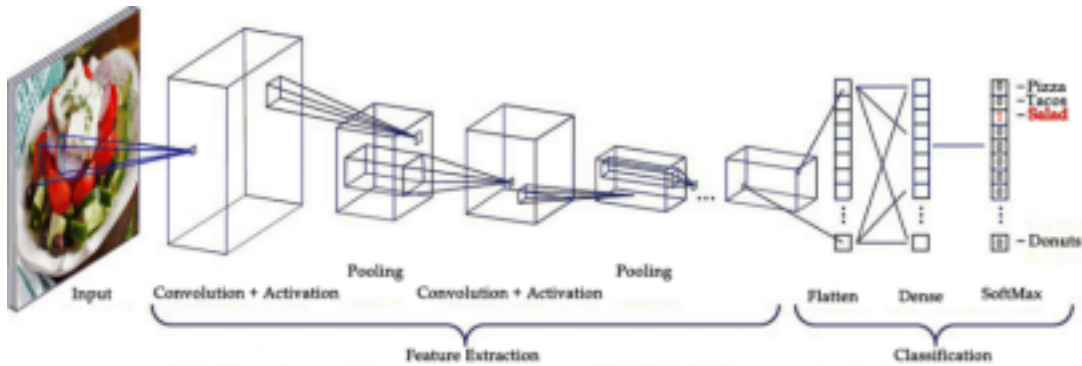 Pizza
Tacos
Salad
Donuts
Pooling
Pooling
Input
Convolution + Activation
Convolution + Activation
Flatten
Dense
SoftMax
Feature Extraction
Classification